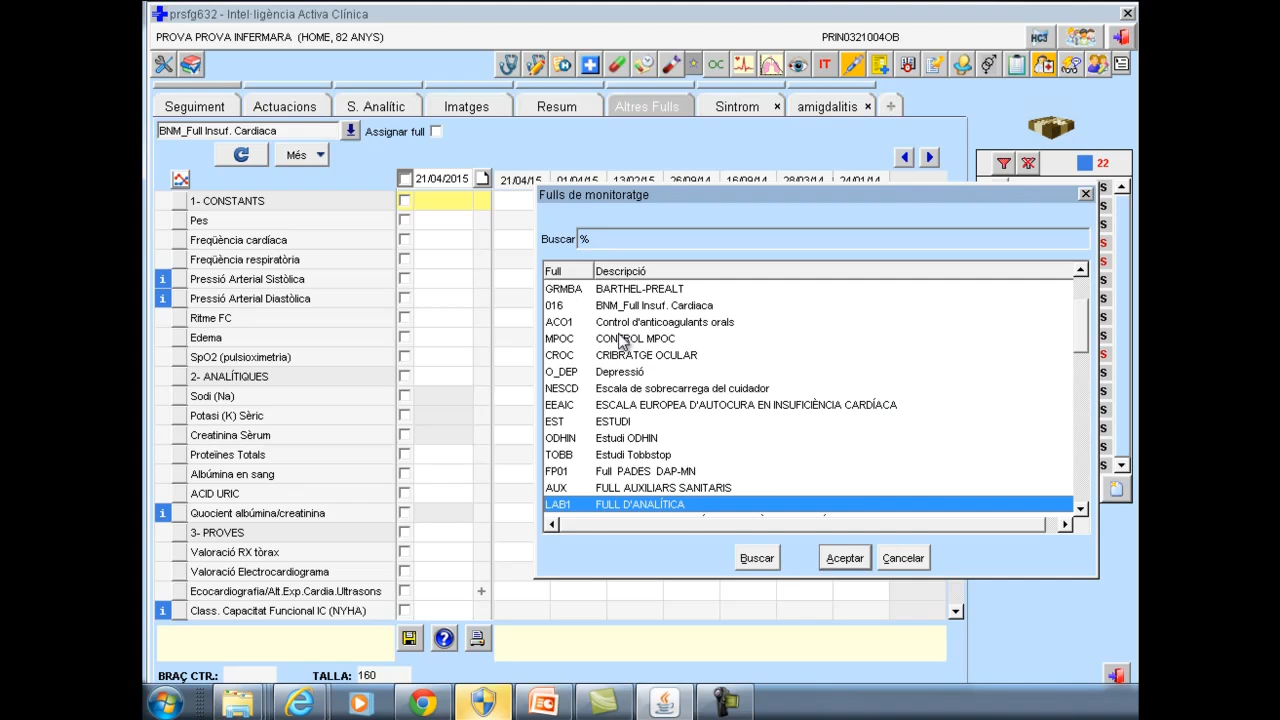 prsfg632 - Intel·ligència Activa Clínica
PROVA PROVA INFERMARA (HOME, 82 ANYS)
PRIN0321004OB
HC3
OC
IT
Seguiment
Actuacions
S. Analític
Imatges
Resum
Altres Fulls
Sintrom ×
amigdalitis ×
+
BNM_Full Insuf. Cardiaca
Assignar full
Més
22
21/04/2015
21/04/15
01/04/15
13/02/15
26/09/14
16/09/14
28/03/14
24/01/14
1- CONSTANTS
Pes
Freqüència cardíaca
Freqüència respiratòria
Pressió Arterial Sistòlica
Pressió Arterial Diastòlica
Ritme FC
Edema
SpO2 (pulsioximetria)
2- ANALÍTIQUES
Sodi (Na)
Potasi (K) Sèric
Creatinina Sèrum
Proteïnes Totals
Albúmina en sang
ACID URIC
Quocient albúmina/creatinina
3- PROVES
Valoració RX tòrax
Valoració Electrocardiograma
Ecocardiografia/Alt.Exp.Cardia.Ultrasons
Class. Capacitat Funcional IC (NYHA)
Fulls de monitoratge
Buscar %
Full Descripció
GRMBA BARTHEL-PREALT
016 BNM_Full Insuf. Cardiaca
ACO1 Control d'anticoagulants orals
MPOC CONTROL MPOC
CROC CRIBRATGE OCULAR
O_DEP Depressió
NESCD Escala de sobrecarrega del cuidador
EEAIC ESCALA EUROPEA D'AUTOCURA EN INSUFICIÈNCIA CARDÍACA
EST ESTUDI
ODHIN Estudi ODHIN
TOBB Estudi Tobbstop
FP01 Full PADES DAP-MN
AUX FULL AUXILIARS SANITARIS
LAB1 FULL D'ANALÍTICA
Buscar
Aceptar
Cancelar
BRAÇ CTR.:
TALLA: 160